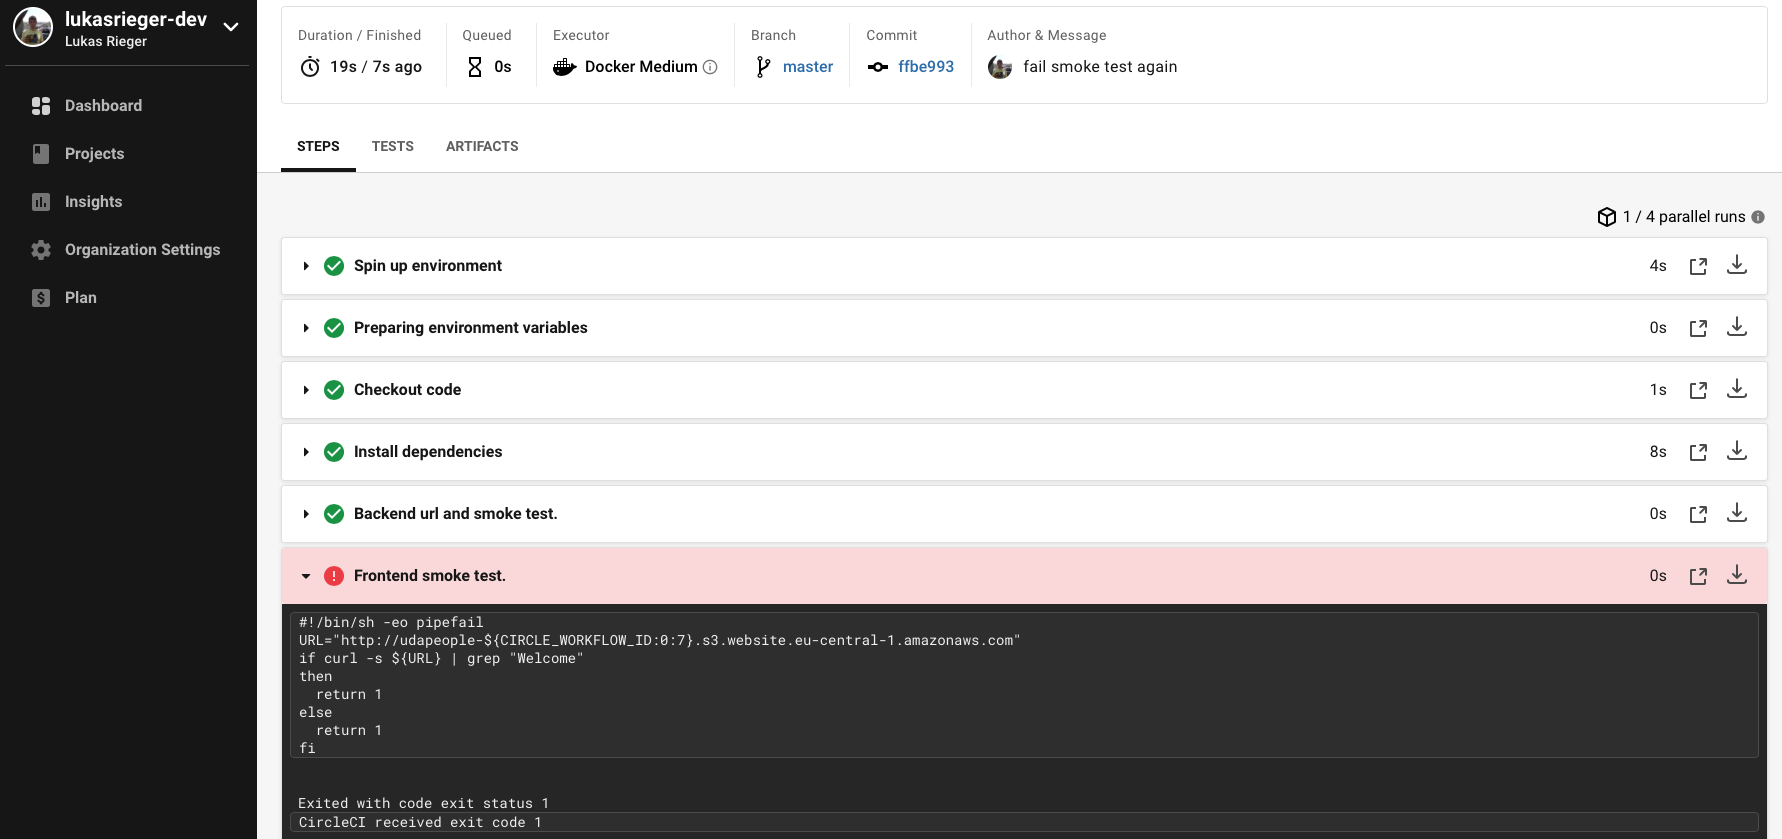 lukasrieger-dev
Lukas Rieger
Dashboard
Projects
Insights
Organization Settings
Plan
Duration / Finished
19s / 7s ago
Queued
0s
Executor
Docker Medium
Branch
master
Commit
ffbe993
Author & Message
fail smoke test again
STEPS TESTS ARTIFACTS
1 / 4 parallel runs
Spin up environment 4s
Preparing environment variables 0s
Checkout code 1s
Install dependencies 8s
Backend url and smoke test. 0s
Frontend smoke test. 0s
#!/bin/sh -eo pipefail
URL="http://udapeople-${CIRCLE_WORKFLOW_ID:0:7}.s3.website.eu-central-1.amazonaws.com"
if curl -s ${URL} | grep "Welcome"
then
  return 1
else
  return 1
fi
Exited with code exit status 1
CircleCI received exit code 1